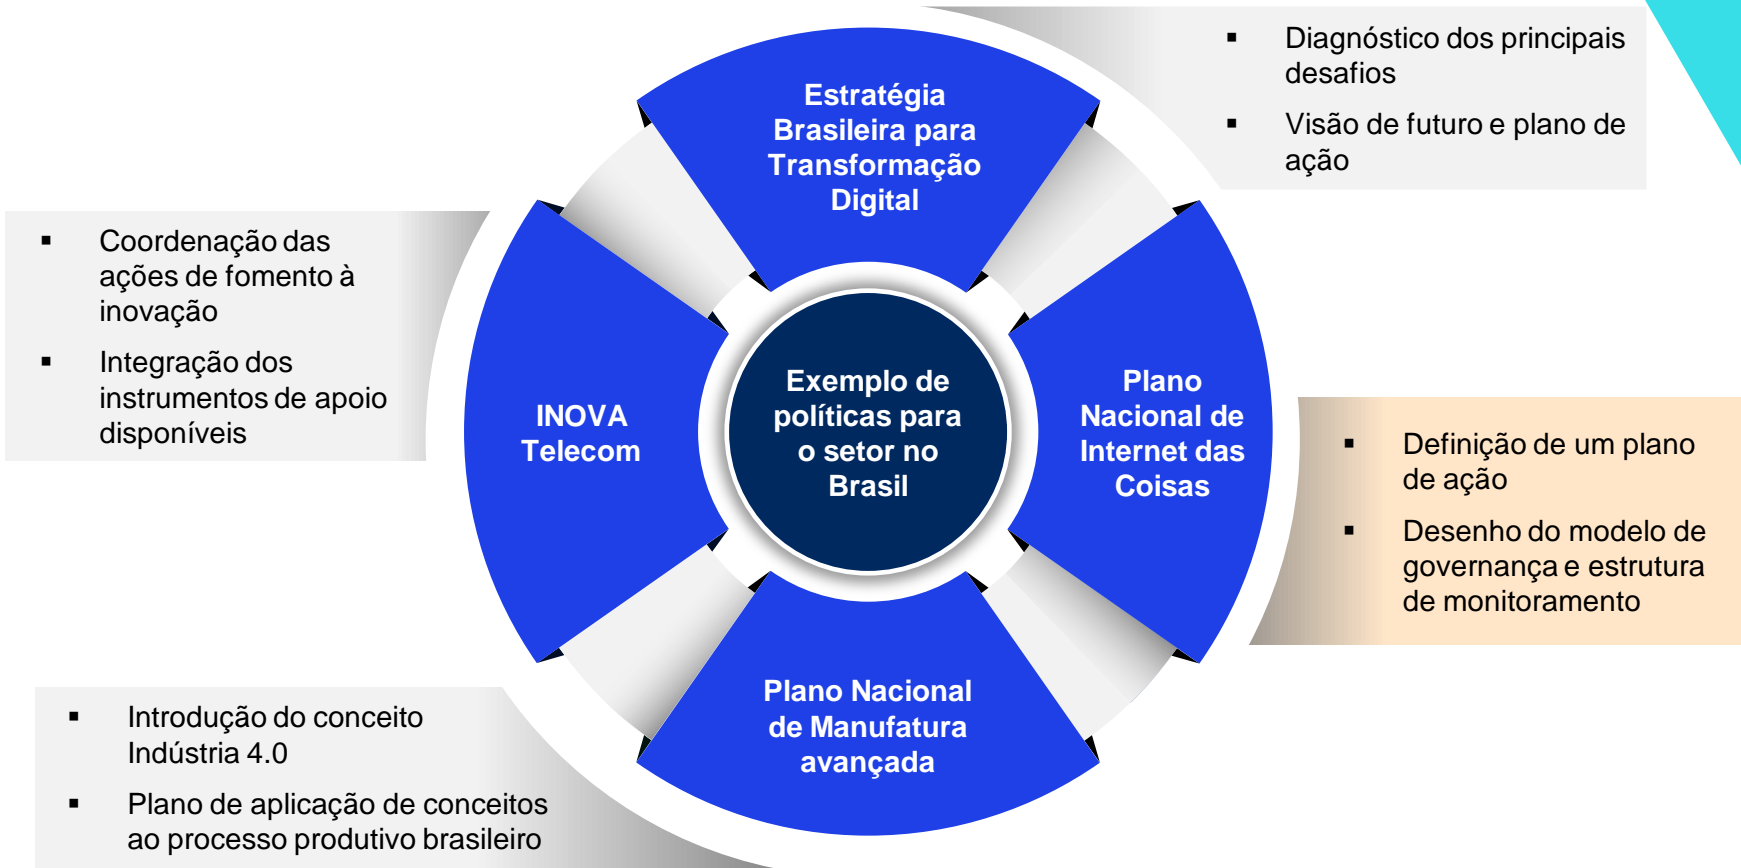 Estratégia
Brasileira para
Transformação
Digital
▪ Diagnóstico dos principais
desafios
▪ Visão de futuro e plano de
ação
▪ Coordenação das
ações de fomento à
inovação
▪ Integração dos
instrumentos de apoio
disponíveis
INOVA
Telecom
Exemplo de
políticas para
o setor no
Brasil
Plano
Nacional de
Internet das
Coisas
▪ Definição de um plano
de ação
▪ Desenho do modelo de
governança e estrutura
de monitoramento
Plano Nacional
de Manufatura
avançada
▪ Introdução do conceito
Indústria 4.0
▪ Plano de aplicação de conceitos
ao processo produtivo brasileiro